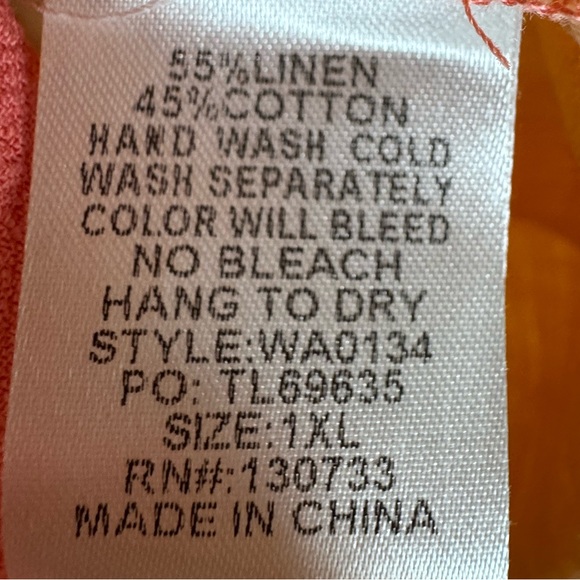 55%LINEN
45%COTTON
HAND WASH COLD
WASH SEPARATELY
COLOR WILL BLEED
NO BLEACH
HANG TO DRY
STYLE:WA0134
PO: TL69635
SIZE:1XL
RN#:130733
MADE IN CHINA